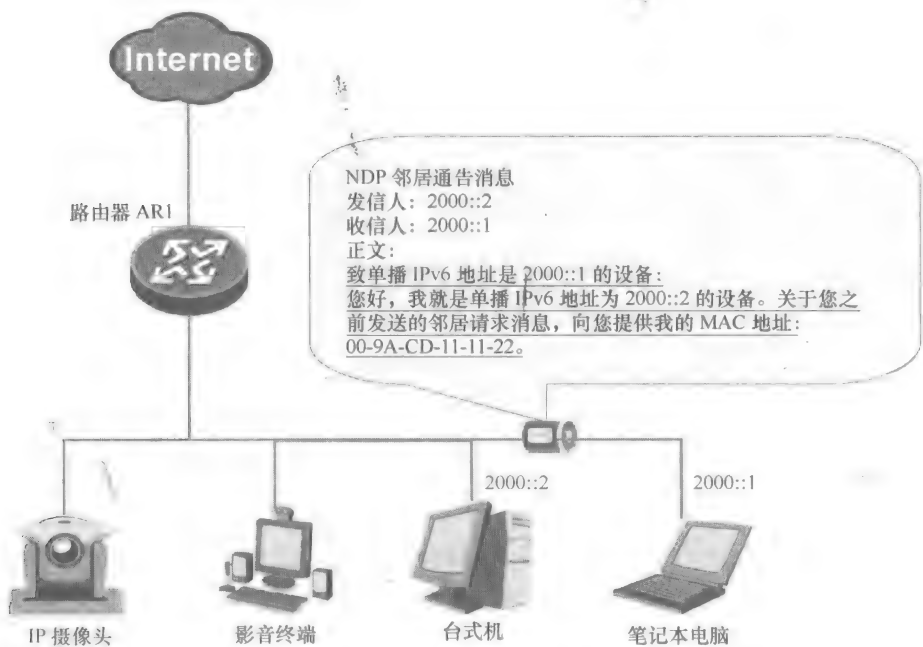 Internet
路由器 AR1
NDP 邻居通告消息
发信人：2000::2
收信人：2000::1
正文：
致单播 IPv6 地址是 2000::1 的设备：
您好，我就是单播 IPv6 地址为 2000::2 的设备。关于您之
前发送的邻居请求消息，向您提供我的 MAC 地址：
00-9A-CD-11-11-22。
2000::2
2000::1
IP 摄像头
影音终端
台式机
笔记本电脑